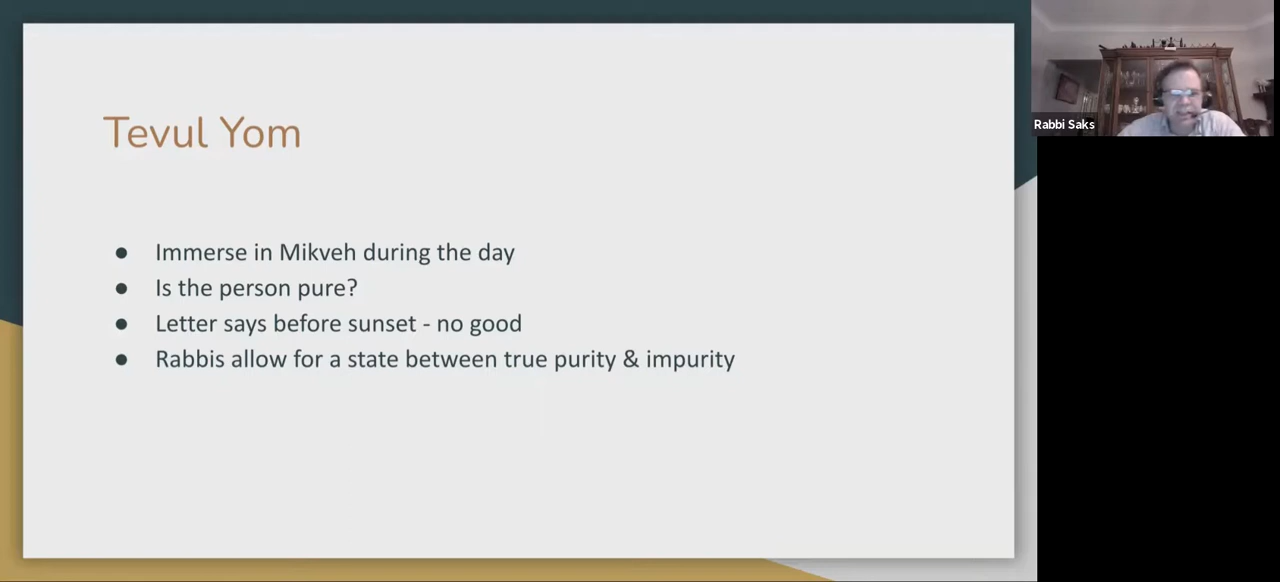 Tevul Yom
● Immerse in Mikveh during the day
● Is the person pure?
● Letter says before sunset - no good
● Rabbis allow for a state between true purity & impurity
Rabbi Saks